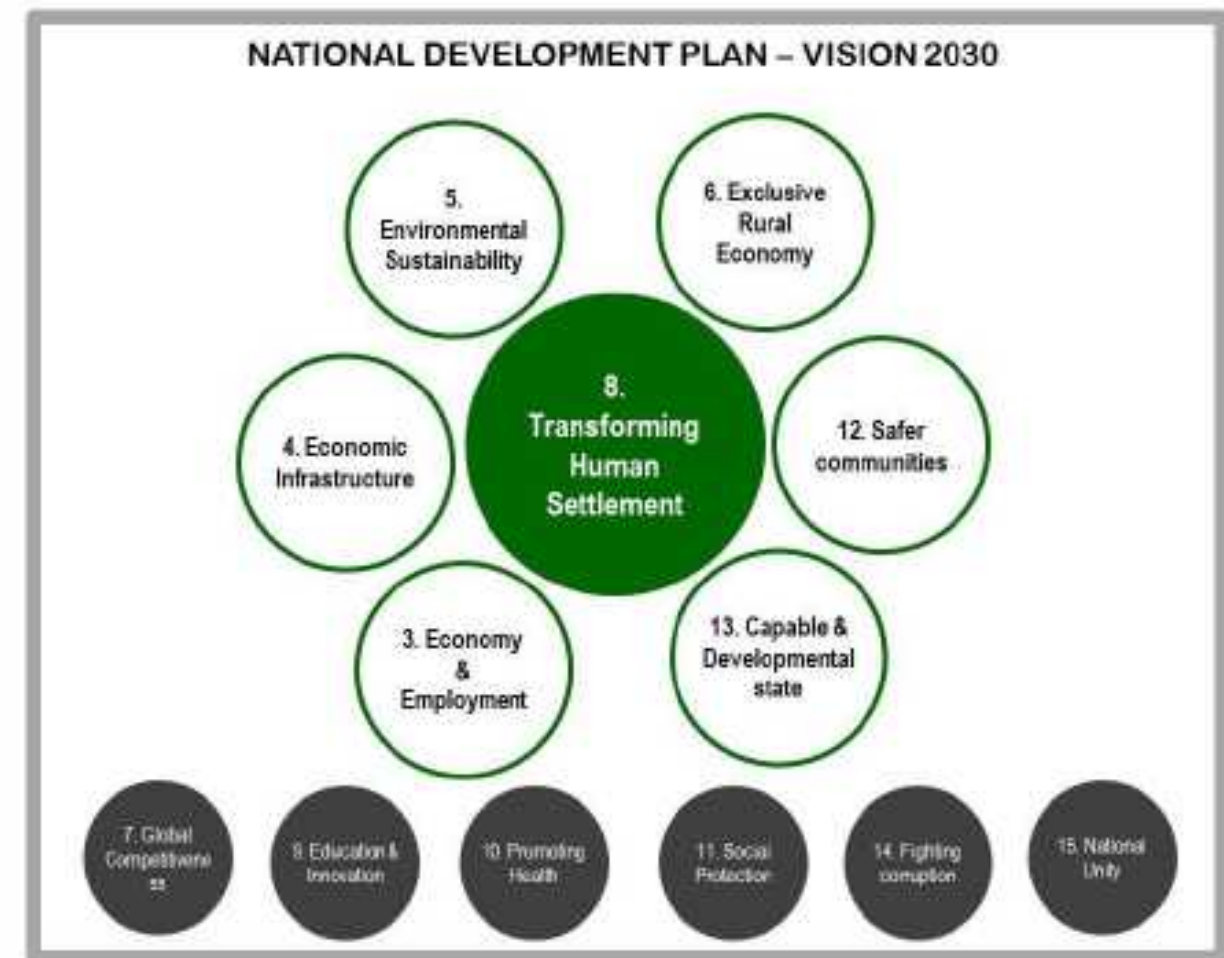 NATIONAL DEVELOPMENT PLAN – VISION 2030
5.
Environmental
Sustainability
6. Exclusive
Rural
Economy
8.
Transforming
Human
Settlement
4. Economic
Infrastructure
12. Safer
communities
3. Economy
&
Employment
13. Capable &
Developmental
state
7. Global
Competitivene
ss
9. Education &
Innovation
10. Promoting
Health
11. Social
Protection
14. Fighting
corruption
15. National
Unity